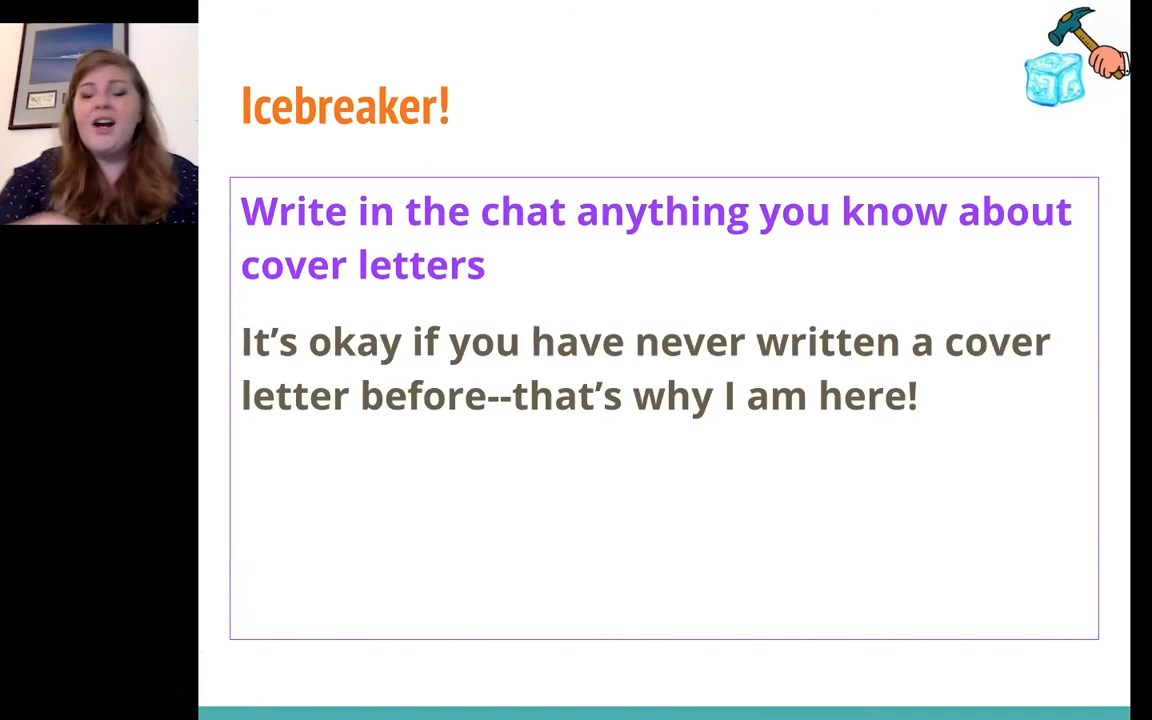 Icebreaker!
Write in the chat anything you know about
cover letters
It’s okay if you have never written a cover
letter before--that’s why I am here!